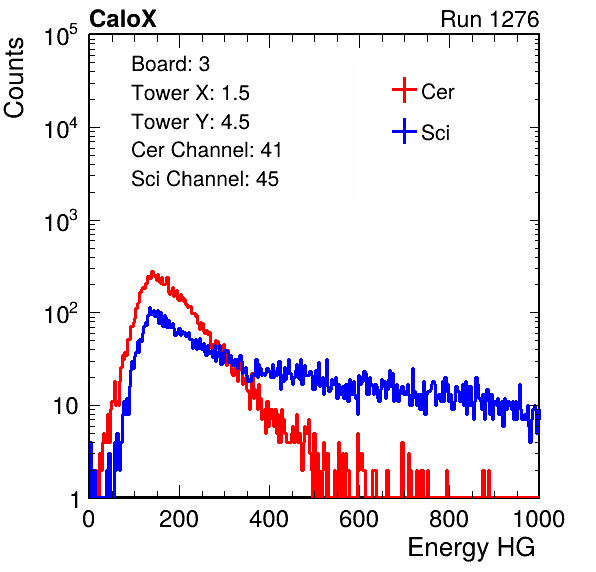 CaloX Run 1276
Counts
10^5
10^4
10^3
10^2
10
1
Board: 3
Tower X: 1.5
Tower Y: 4.5
Cer Channel: 41
Sci Channel: 45
Cer
Sci
0 200 400 600 800 1000
Energy HG